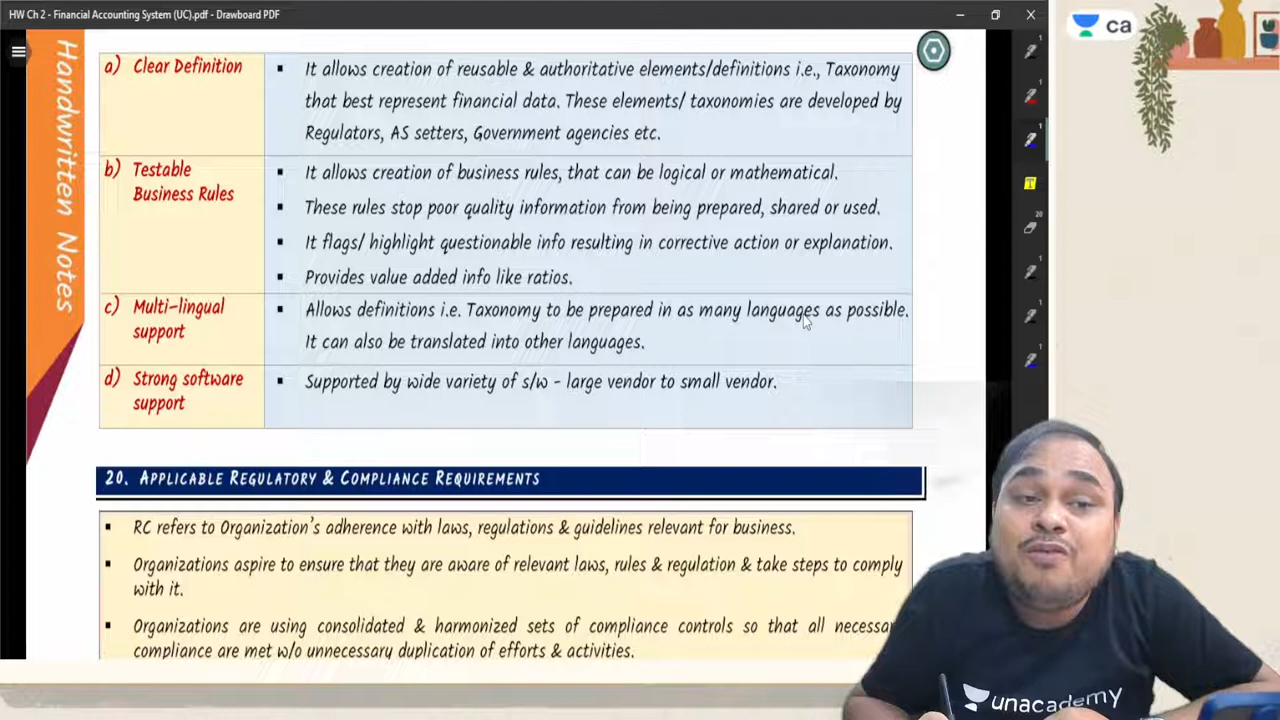 HW Ch 2 - Financial Accounting System (UC).pdf - Drawboard PDF
ca
Handwritten Notes
a) Clear Definition
▪ It allows creation of reusable & authoritative elements/definitions i.e., Taxonomy
that best represent financial data. These elements/ taxonomies are developed by
Regulators, AS setters, Government agencies etc.
b) Testable
Business Rules
▪ It allows creation of business rules, that can be logical or mathematical.
▪ These rules stop poor quality information from being prepared, shared or used.
▪ It flags/ highlight questionable info resulting in corrective action or explanation.
▪ Provides value added info like ratios.
c) Multi-lingual
support
▪ Allows definitions i.e. Taxonomy to be prepared in as many languages as possible.
It can also be translated into other languages.
d) Strong software
support
▪ Supported by wide variety of s/w - large vendor to small vendor.
20. APPLICABLE REGULATORY & COMPLIANCE REQUIREMENTS
▪ RC refers to Organization's adherence with laws, regulations & guidelines relevant for business.
▪ Organizations aspire to ensure that they are aware of relevant laws, rules & regulation & take steps to comply
with it.
▪ Organizations are using consolidated & harmonized sets of compliance controls so that all necessar
compliance are met w/o unnecessary duplication of efforts & activities.
1
1
1
T
20
1
1
1
unacademy